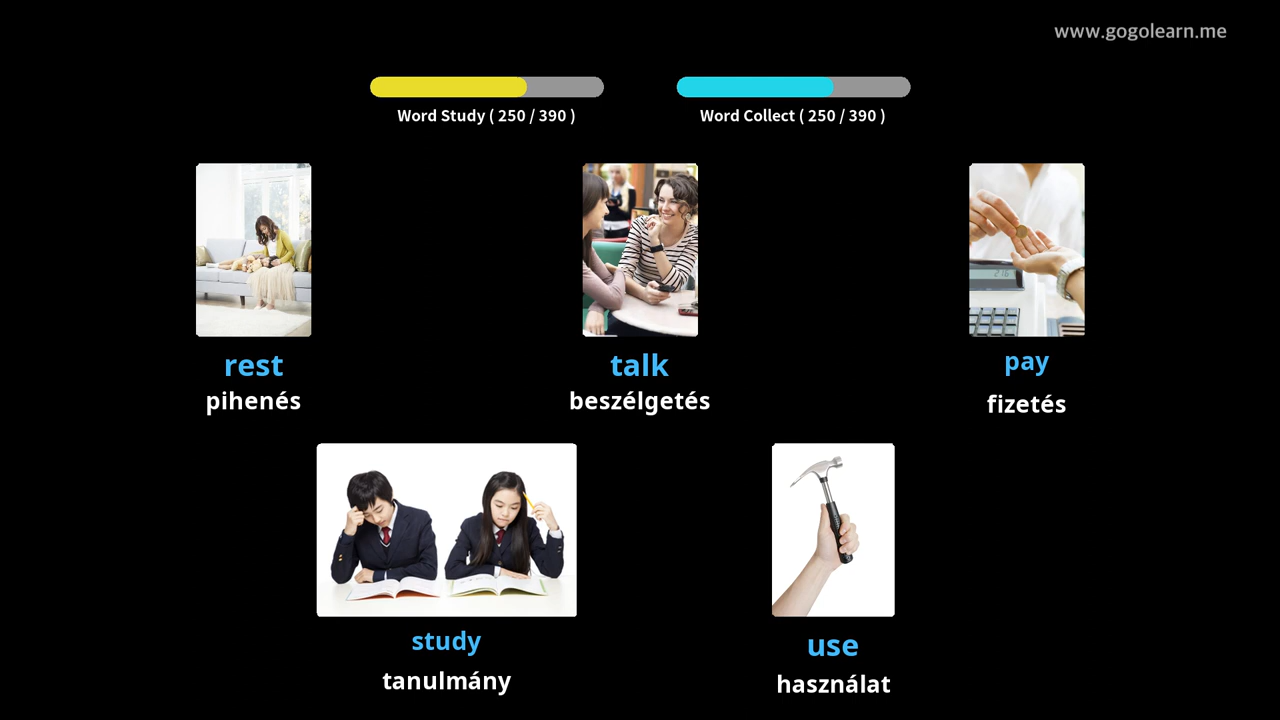 www.gogolearn.me
Word Study ( 250 / 390 )
Word Collect ( 250 / 390 )
rest
pihenés
talk
beszélgetés
pay
fizetés
study
tanulmány
use
használat